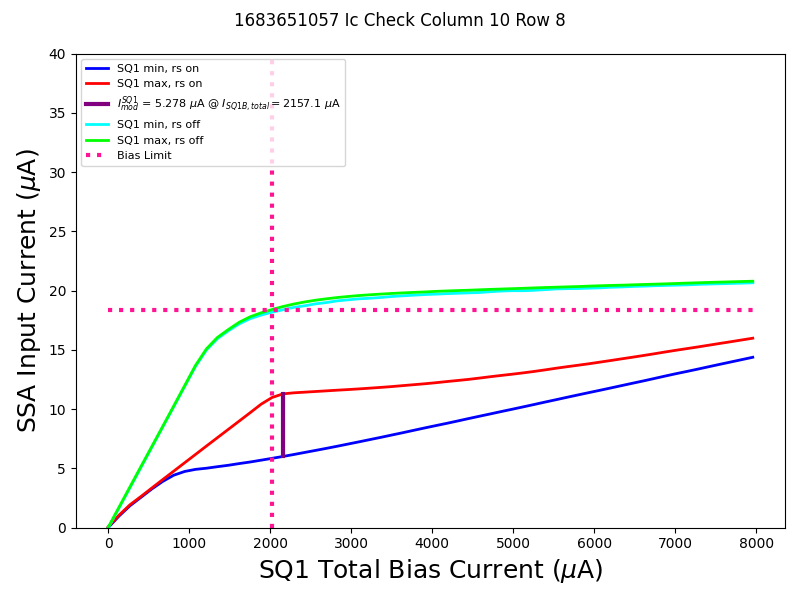 1683651057 Ic Check Column 10 Row 8
40
35
30
25
20
15
10
5
0
SSA Input Current (μA)
SQ1 min, rs on
SQ1 max, rs on
I_{mod}^{SQ1} = 5.278 μA @ I_{SQ1B,total} = 2157.1 μA
SQ1 min, rs off
SQ1 max, rs off
Bias Limit
0 1000 2000 3000 4000 5000 6000 7000 8000
SQ1 Total Bias Current (μA)